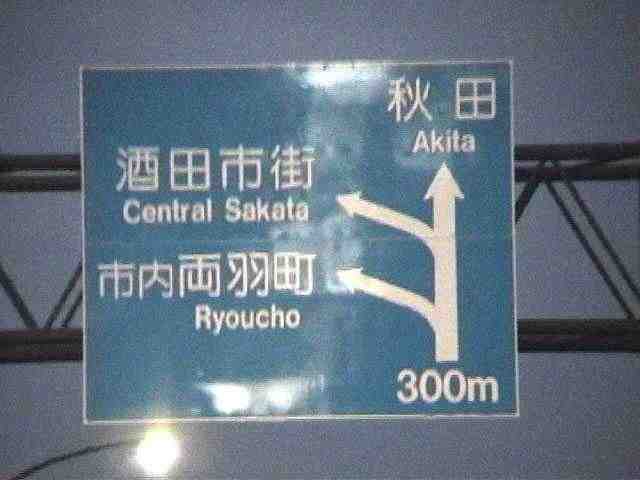 秋田
Akita
酒田市街
Central Sakata
市内両羽町
Ryoucho
300m